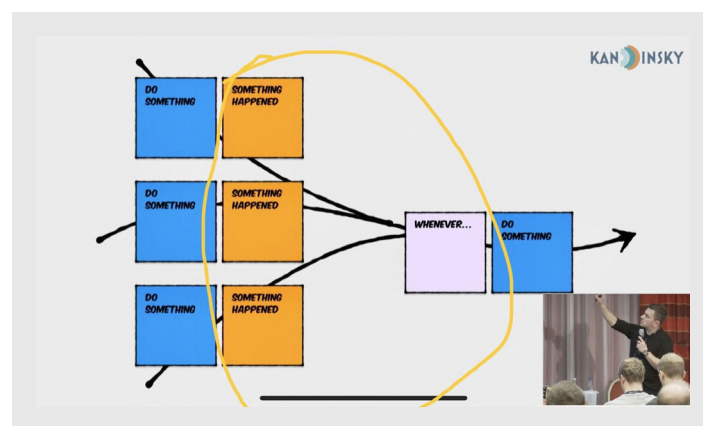 KANDINSKY
DO
SOMETHING
SOMETHING
HAPPENED
DO
SOMETHING
SOMETHING
HAPPENED
WHENEVER...
DO
SOMETHING
DO
SOMETHING
SOMETHING
HAPPENED